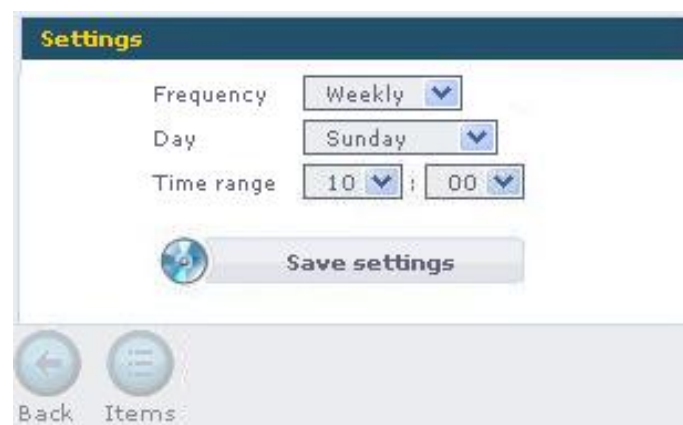 Settings
Frequency Weekly
Day Sunday
Time range 10 : 00
Save settings
Back Items